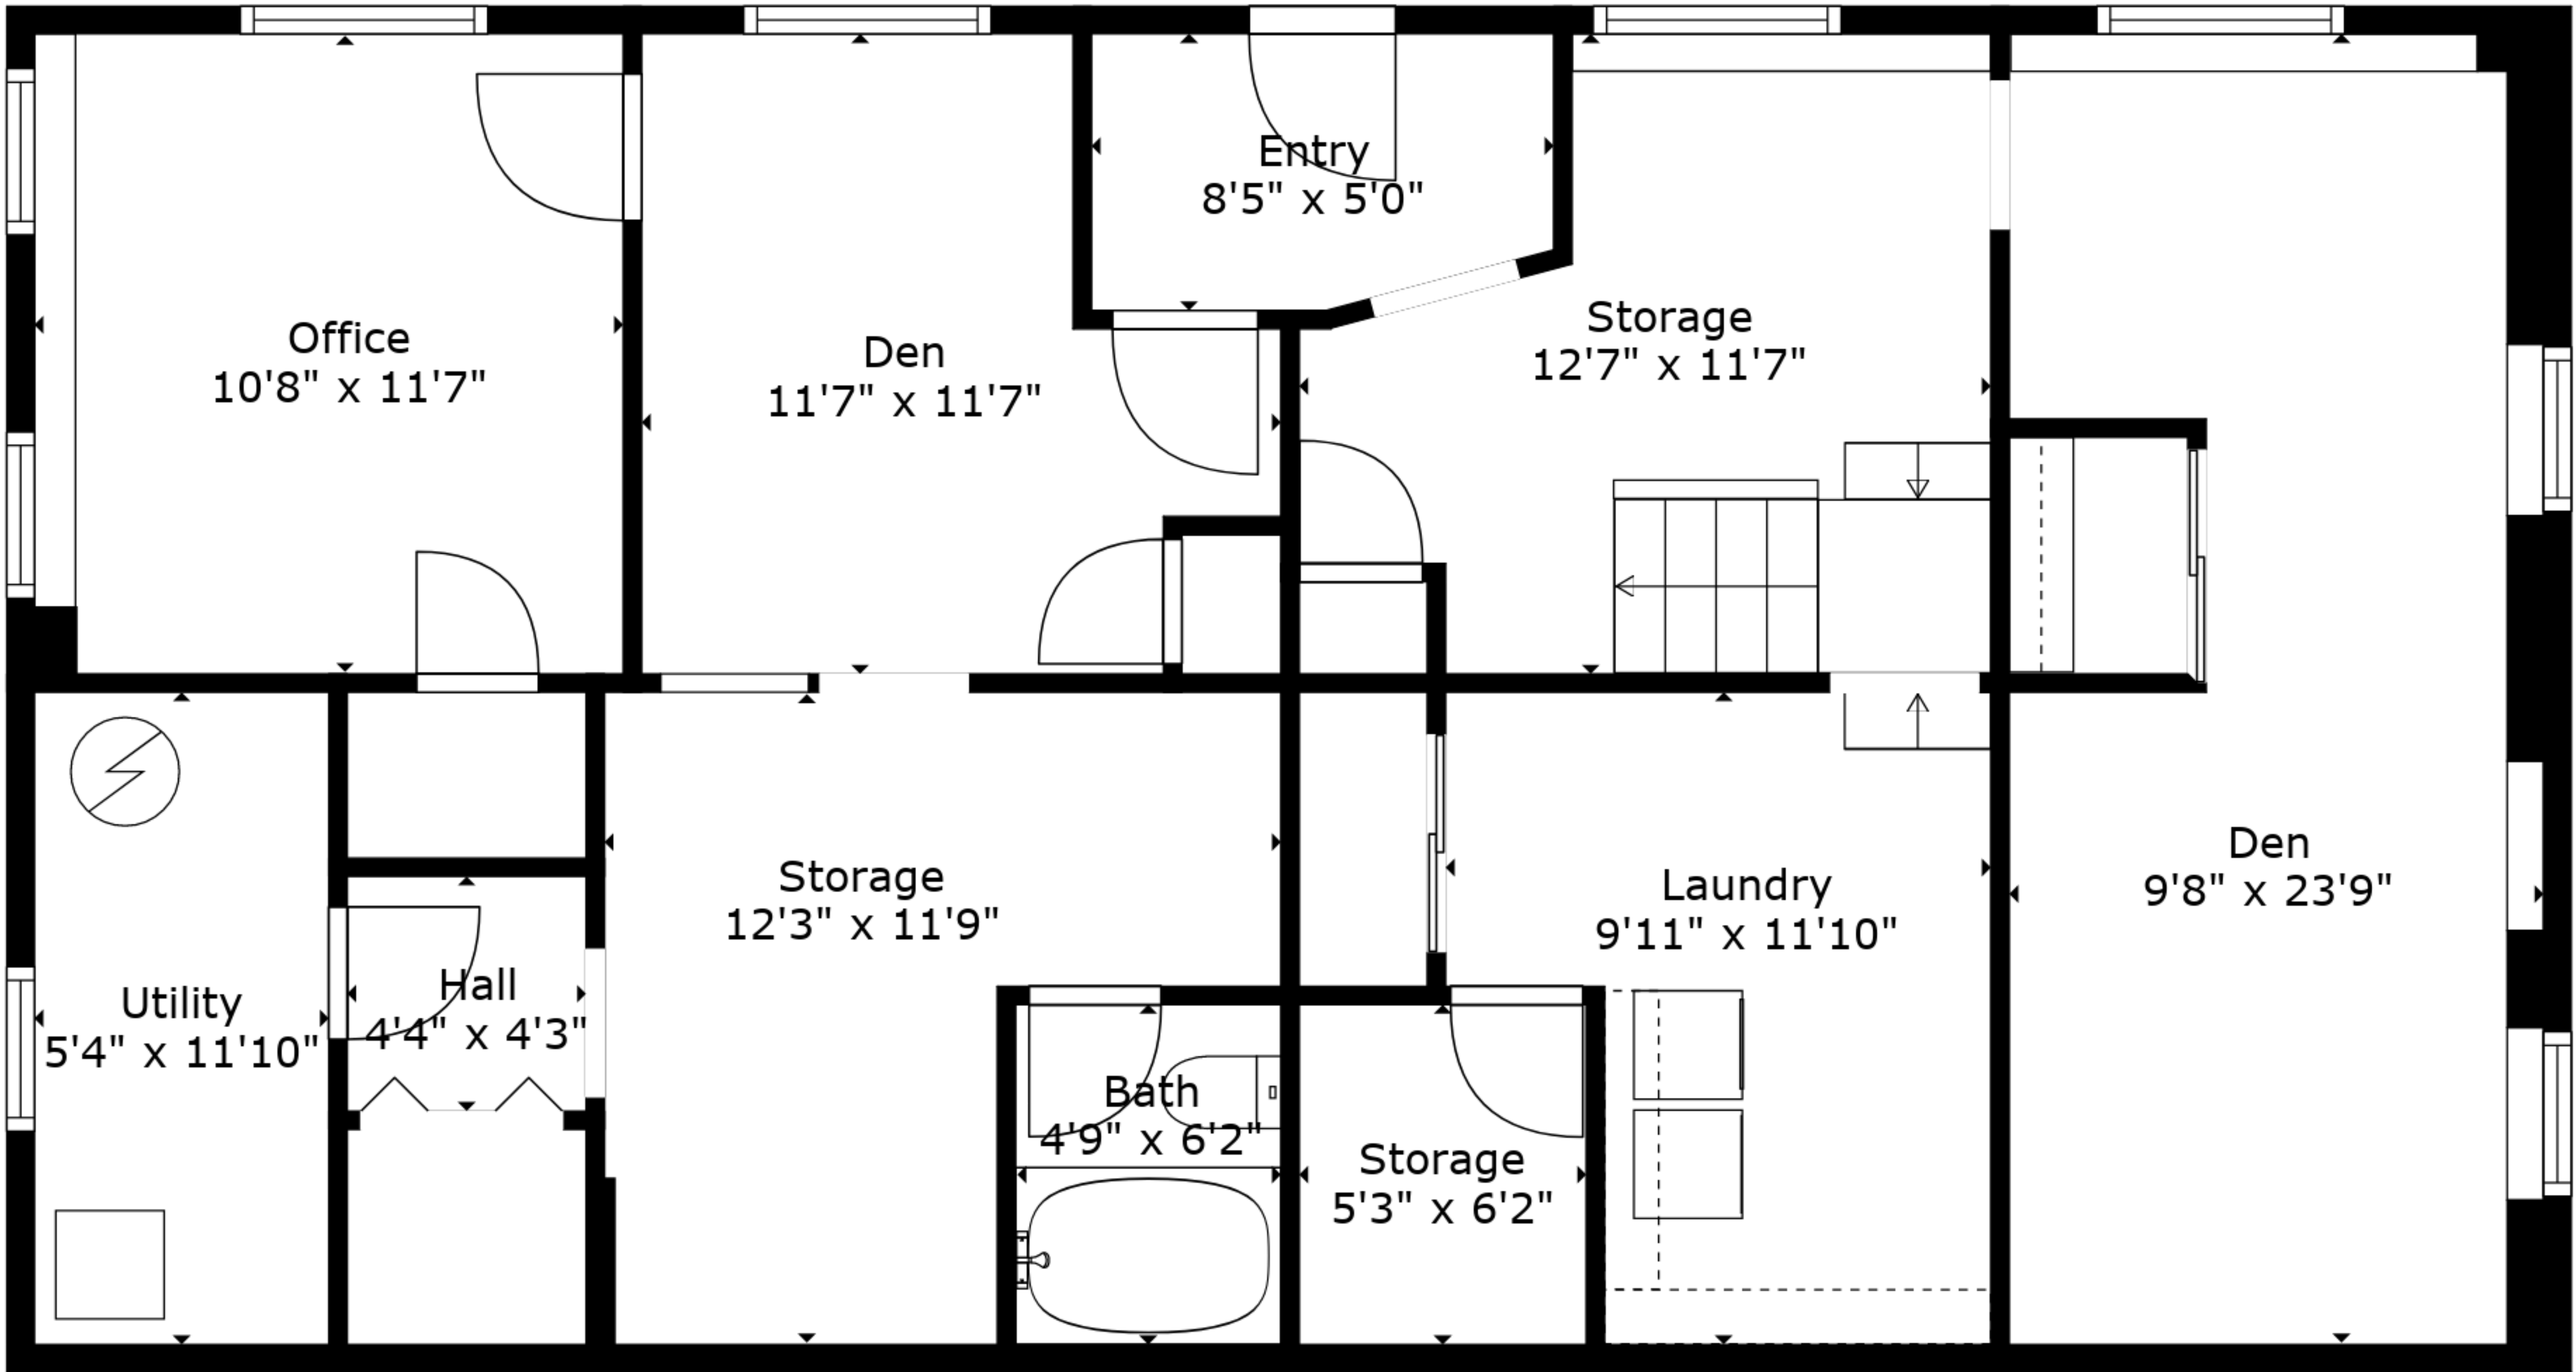 Entry
8'5" x 5'0"
Office
10'8" x 11'7"
Den
11'7" x 11'7"
Storage
12'7" x 11'7"
Storage
12'3" x 11'9"
Laundry
9'11" x 11'10"
Den
9'8" x 23'9"
Utility
5'4" x 11'10"
Hall
4'4" x 4'3"
Bath
4'9" x 6'2"
Storage
5'3" x 6'2"